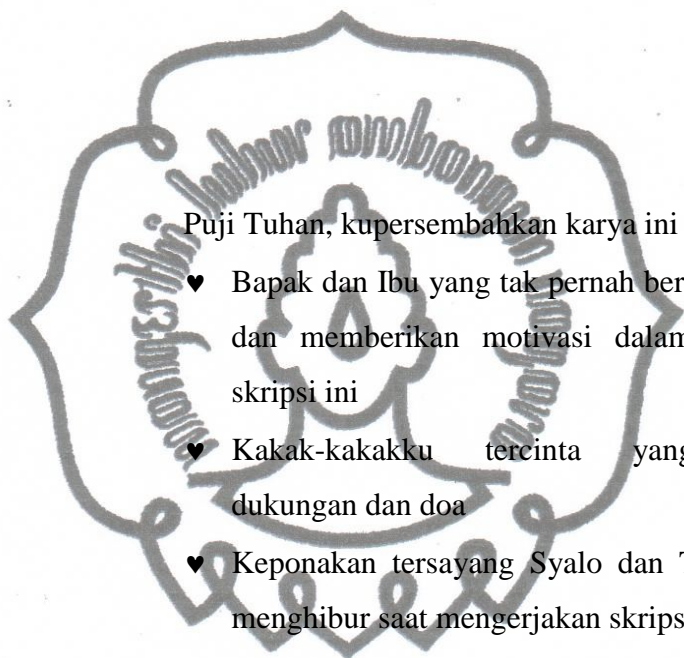 Puji Tuhan, kupersembahkan karya ini
♥ Bapak dan Ibu yang tak pernah ber
dan memberikan motivasi dalam
skripsi ini
♥ Kakak-kakakku tercinta yang
dukungan dan doa
♥ Keponakan tersayang Syalo dan
menghibur saat mengerjakan skrips